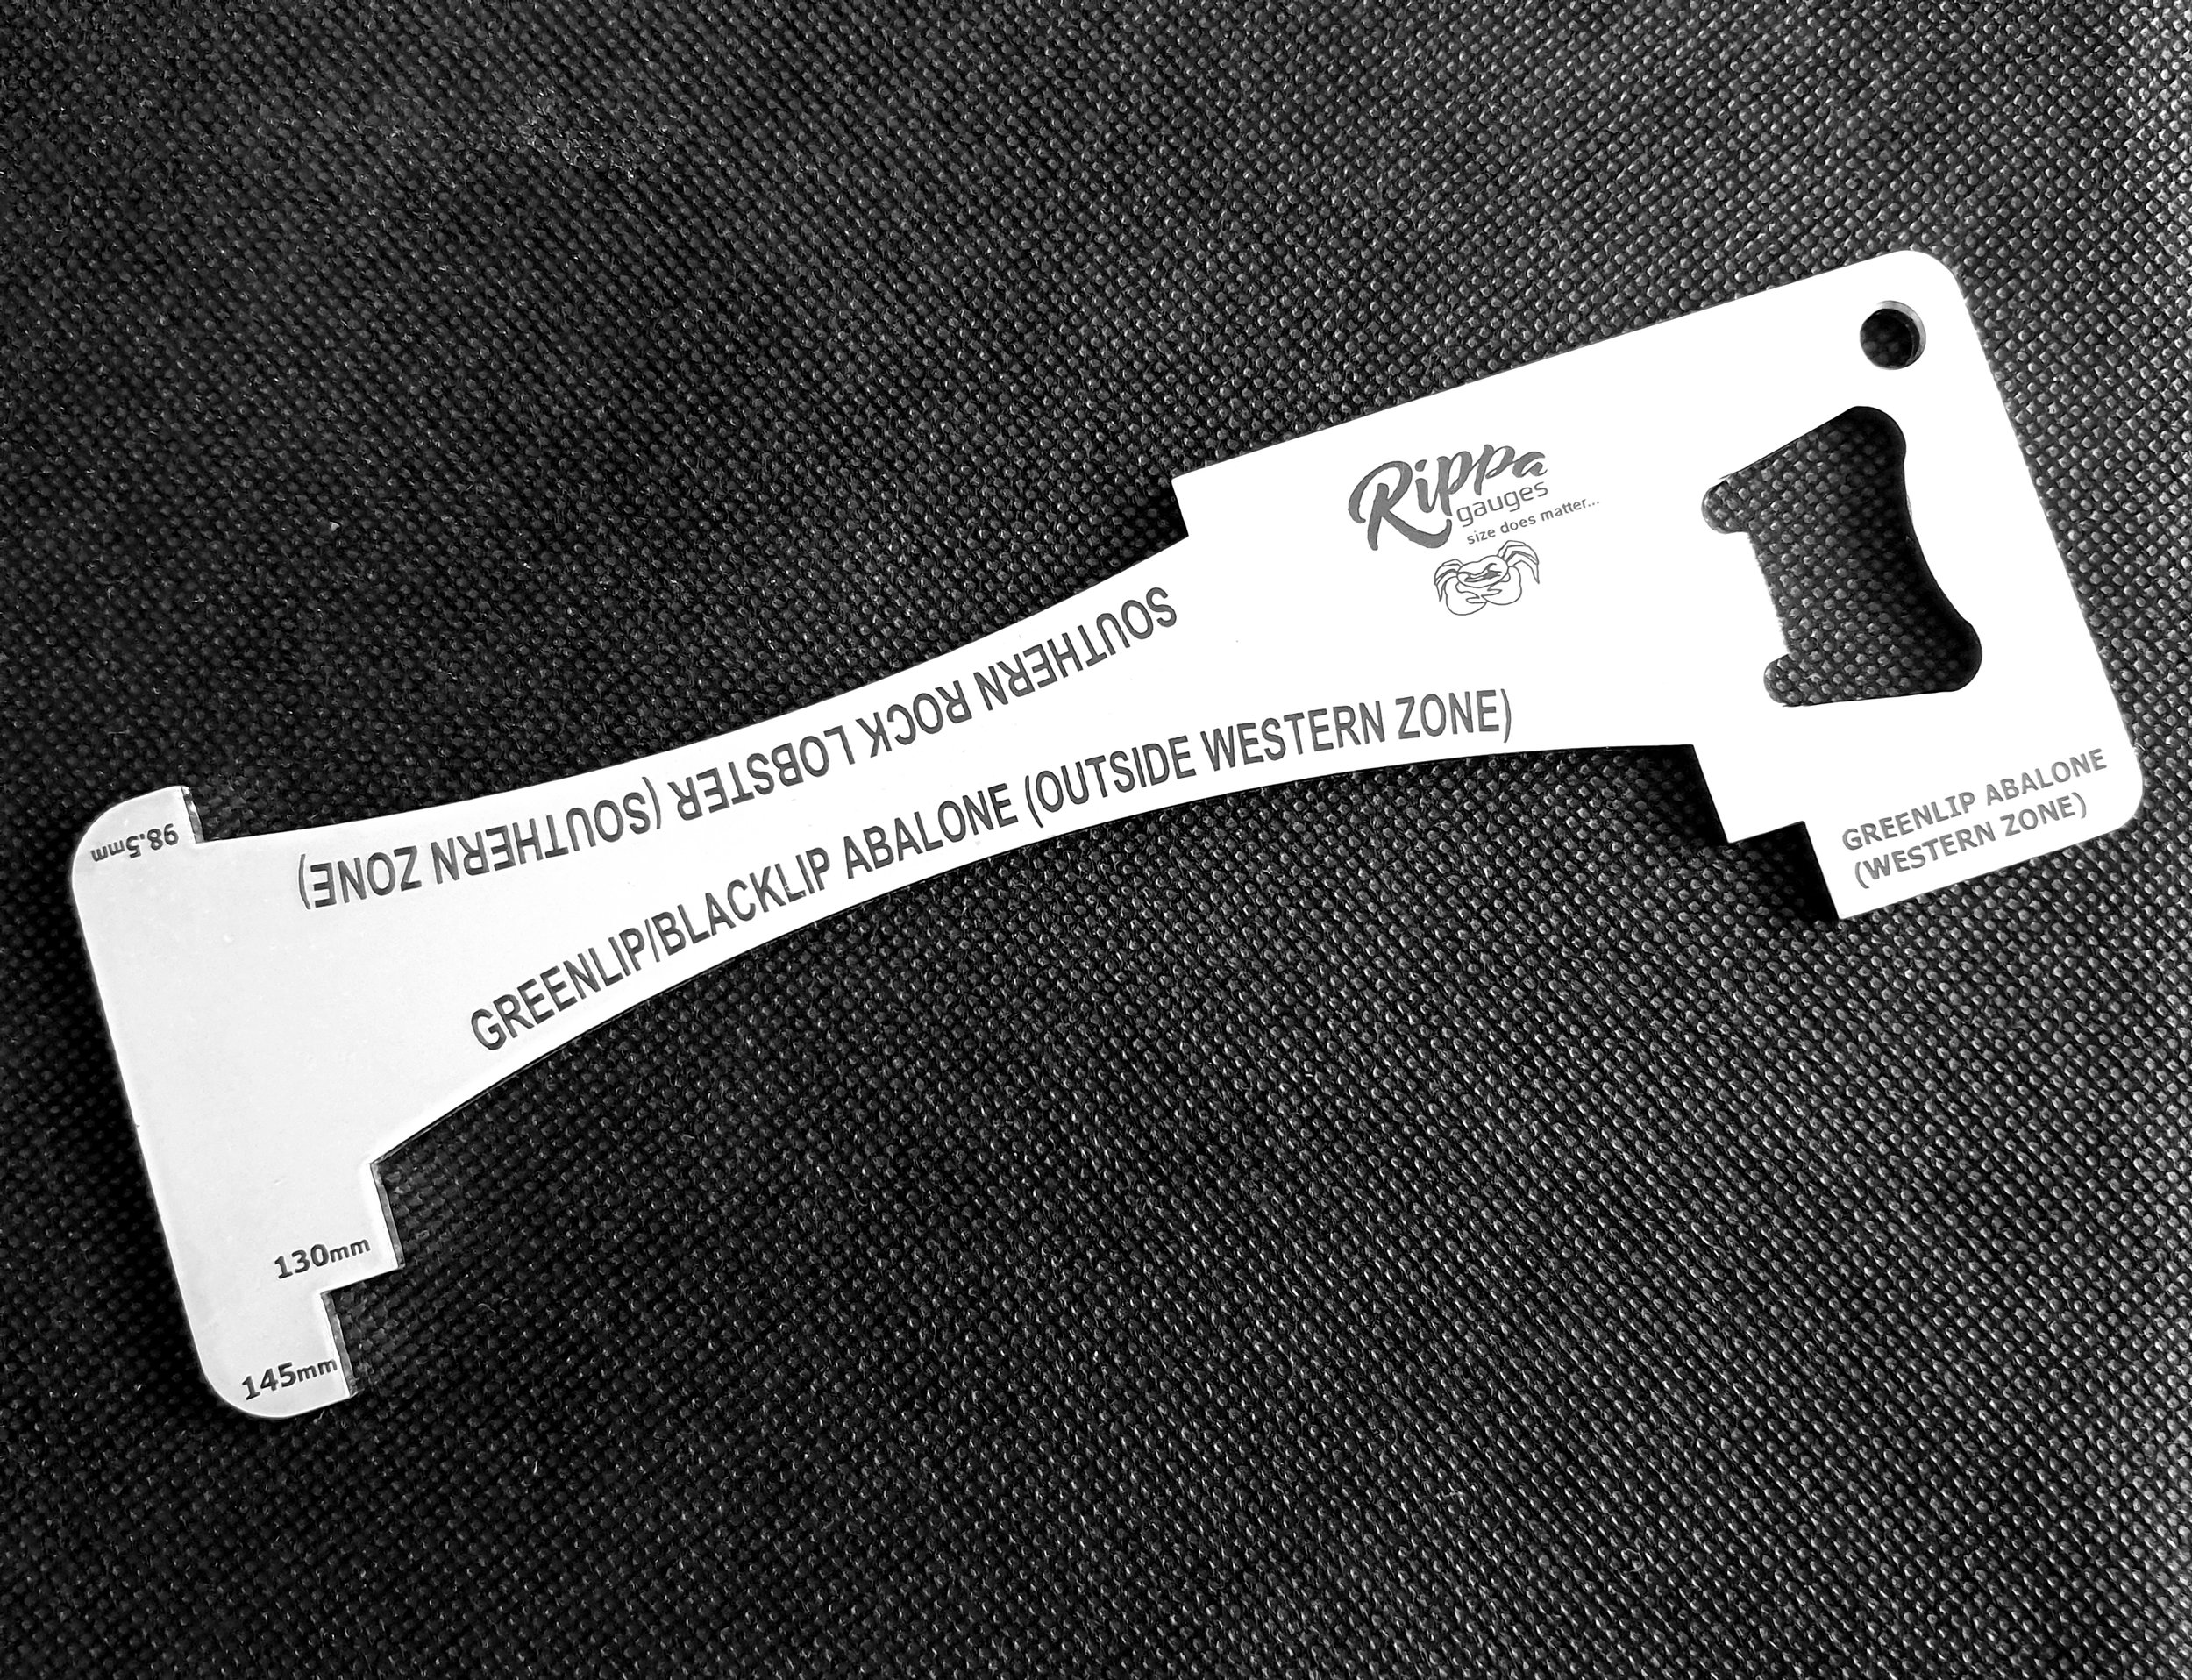 Rippa
gauges
size does matter...
SOUTHERN ROCK LOBSTER (SOUTHERN ZONE)
98.5mm
GREENLIP/BLACKLIP ABALONE (OUTSIDE WESTERN ZONE)
GREENLIP ABALONE
(WESTERN ZONE)
130mm
145mm